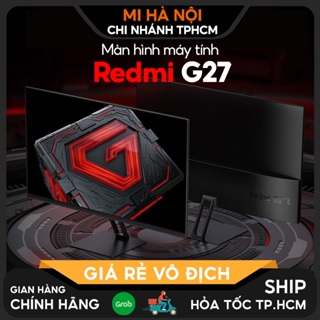 MI HÀ NỘI
CHI NHÁNH TPHCM
Màn hình máy tính
Redmi G27
GIÁ RẺ VÔ ĐỊCH
GIAN HÀNG
CHÍNH HÃNG
Grab
SHIP
HỎA TỐC TP.HCM